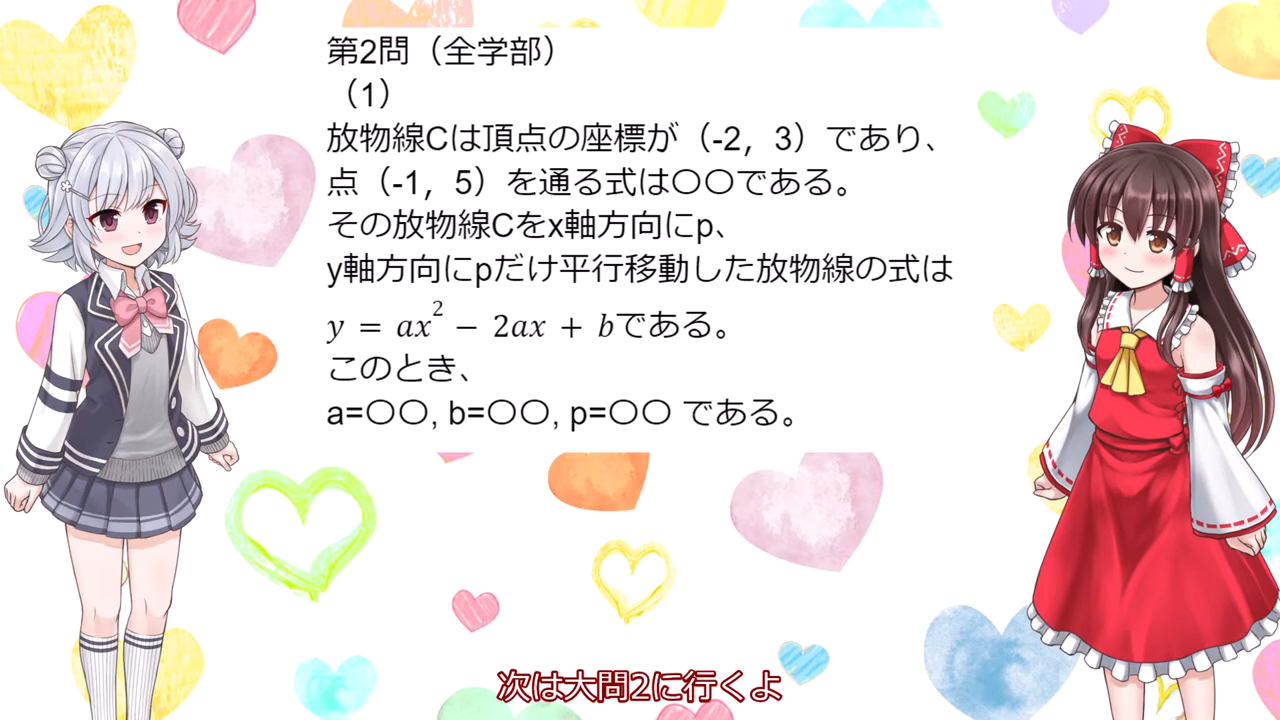 第2問（全学部）
（1）
放物線Cは頂点の座標が（-2，3）であり、
点（-1，5）を通る式は〇〇である。
その放物線Cをx軸方向にp、
y軸方向にpだけ平行移動した放物線の式は
y = ax² − 2ax + bである。
このとき、
a=〇〇, b=〇〇, p=〇〇 である。
次は大問2に行くよ